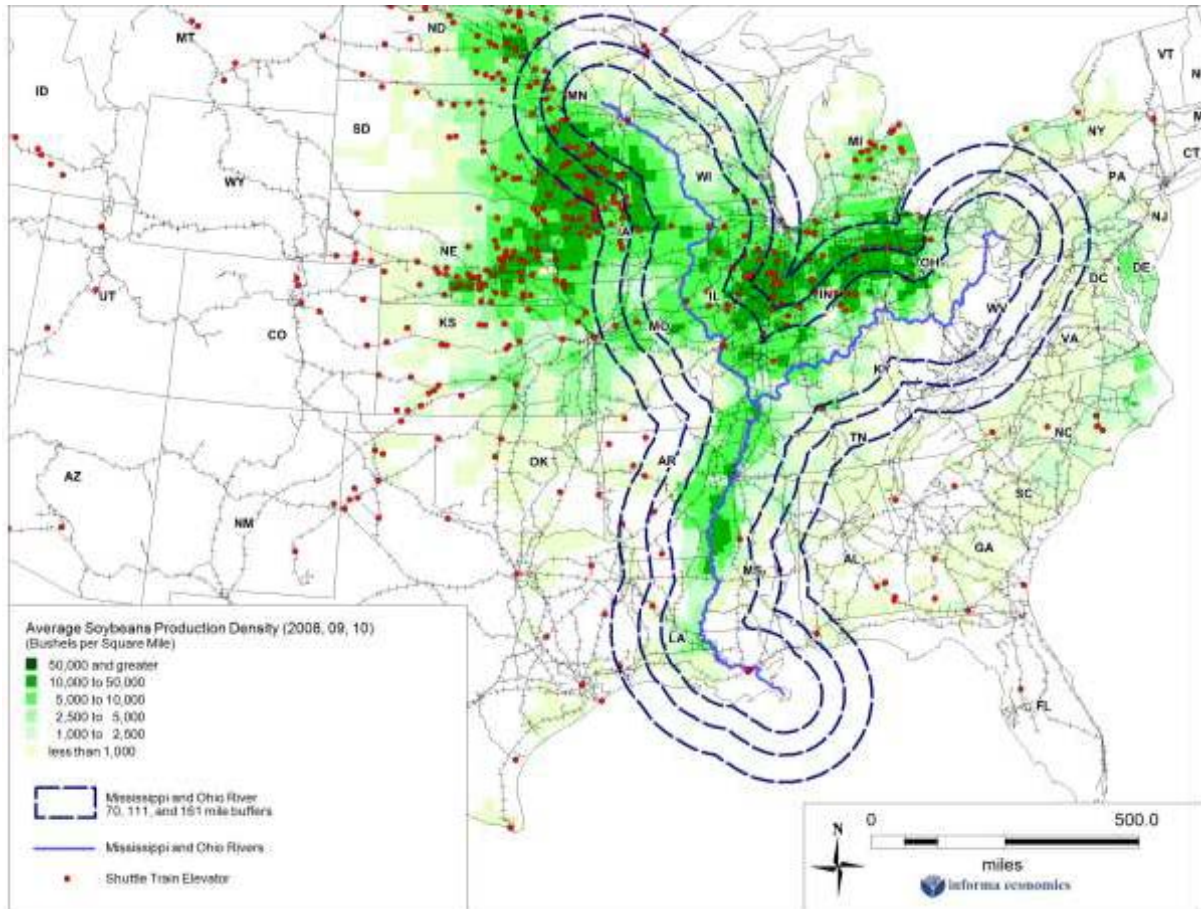 MT
ND
MN
VT
ID
SD
MI
NY
CT
WY
WI
PA
NJ
NE
IA
OH
DE
UT
IL
IN
DC
CO
KS
MO
WV
VA
KY
AZ
OK
AR
TN
NC
NM
SC
MS
AL
GA
LA
FL
Average Soybeans Production Density (2008, 09, 10)
(Bushels per Square Mile)
50,000 and greater
10,000 to 50,000
5,000 to 10,000
2,500 to 5,000
1,000 to 2,500
less than 1,000
Mississippi and Ohio River
70, 111, and 161 mile buffers
Mississippi and Ohio Rivers
Shuttle Train Elevator
N
0 500.0
miles
informa economics